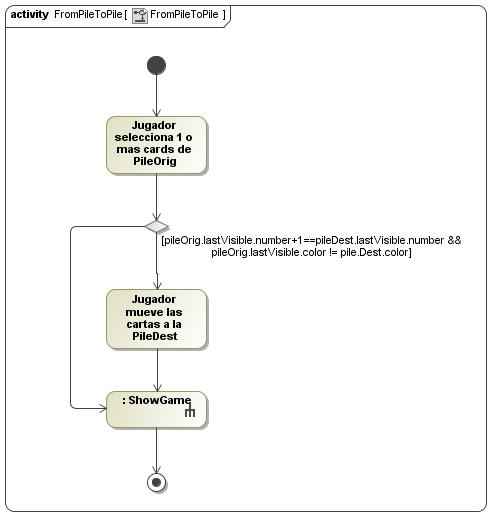 activity FromPileToPile[ FromPileToPile ]
Jugador
selecciona 1 o
mas cards de
PileOrig
[pileOrig.lastVisible.number+1==pileDest.lastVisible.number &&
pileOrig.lastVisible.color != pile.Dest.color]
Jugador
mueve las
cartas a la
PileDest
: ShowGame